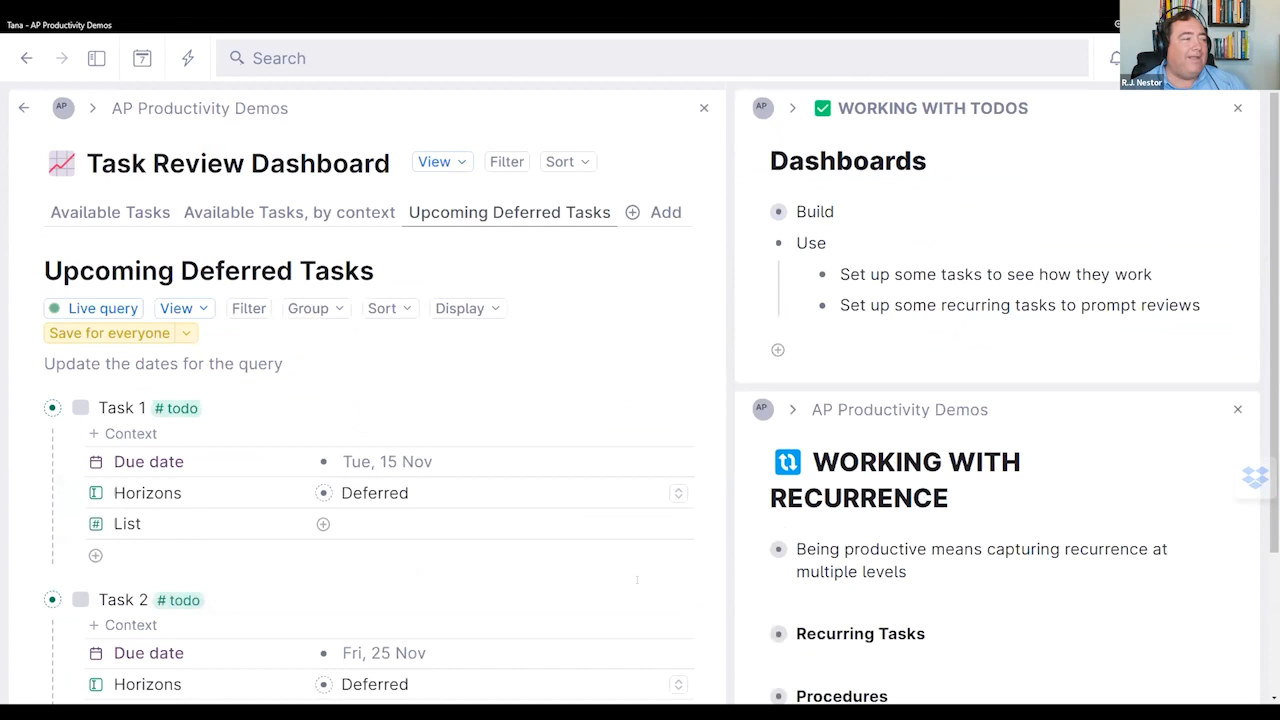 Tana - AP Productivity Demos
7
Search
R.J. Nestor
AP
AP Productivity Demos
Task Review Dashboard
View
Filter
Sort
Available Tasks
Available Tasks, by context
Upcoming Deferred Tasks
Add
Upcoming Deferred Tasks
Live query
View
Filter
Group
Sort
Display
Save for everyone
Update the dates for the query
Task 1 # todo
+ Context
Due date
Tue, 15 Nov
Horizons
Deferred
List
Task 2 # todo
+ Context
Due date
Fri, 25 Nov
Horizons
Deferred
AP
WORKING WITH TODOS
Dashboards
Build
Use
Set up some tasks to see how they work
Set up some recurring tasks to prompt reviews
AP
AP Productivity Demos
WORKING WITH
RECURRENCE
Being productive means capturing recurrence at
multiple levels
Recurring Tasks
Procedures